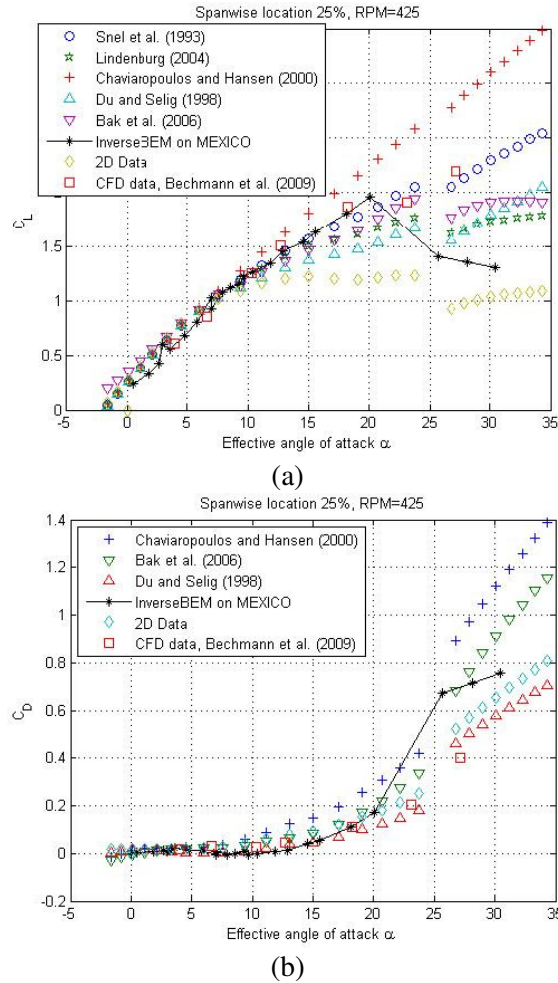 Spanwise location 25%, RPM=425
Snel et al. (1993)
Lindenburg (2004)
Chaviaropoulos and Hansen (2000)
Du and Selig (1998)
Bak et al. (2006)
InverseBEM on MEXICO
2D Data
CFD data, Bechmann et al. (2009)
C_L
1.5
1
0.5
0
-5 0 5 10 15 20 25 30 35
Effective angle of attack α
(a)
Spanwise location 25%, RPM=425
Chaviaropoulos and Hansen (2000)
Bak et al. (2006)
Du and Selig (1998)
InverseBEM on MEXICO
2D Data
CFD data, Bechmann et al. (2009)
C_D
1.4
1.2
1
0.8
0.6
0.4
0.2
0
-0.2
-5 0 5 10 15 20 25 30 35
Effective angle of attack α
(b)